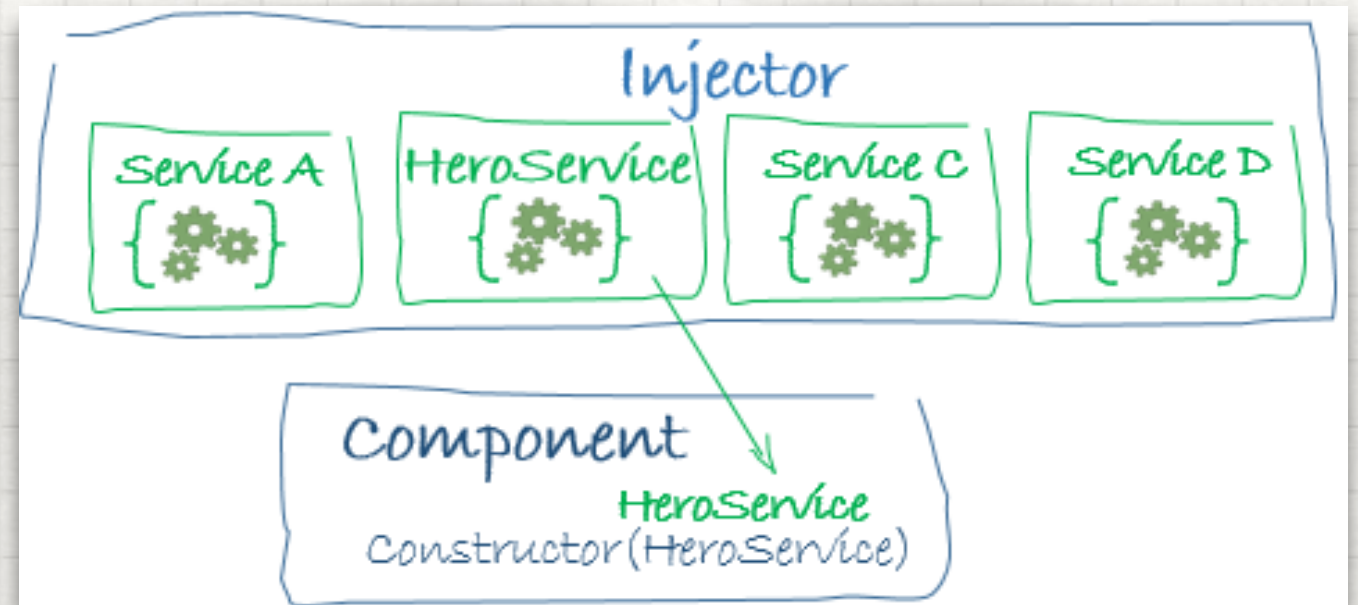 Injector
Service A
HeroService
Service C
Service D
Component
HeroService
Constructor(HeroService)